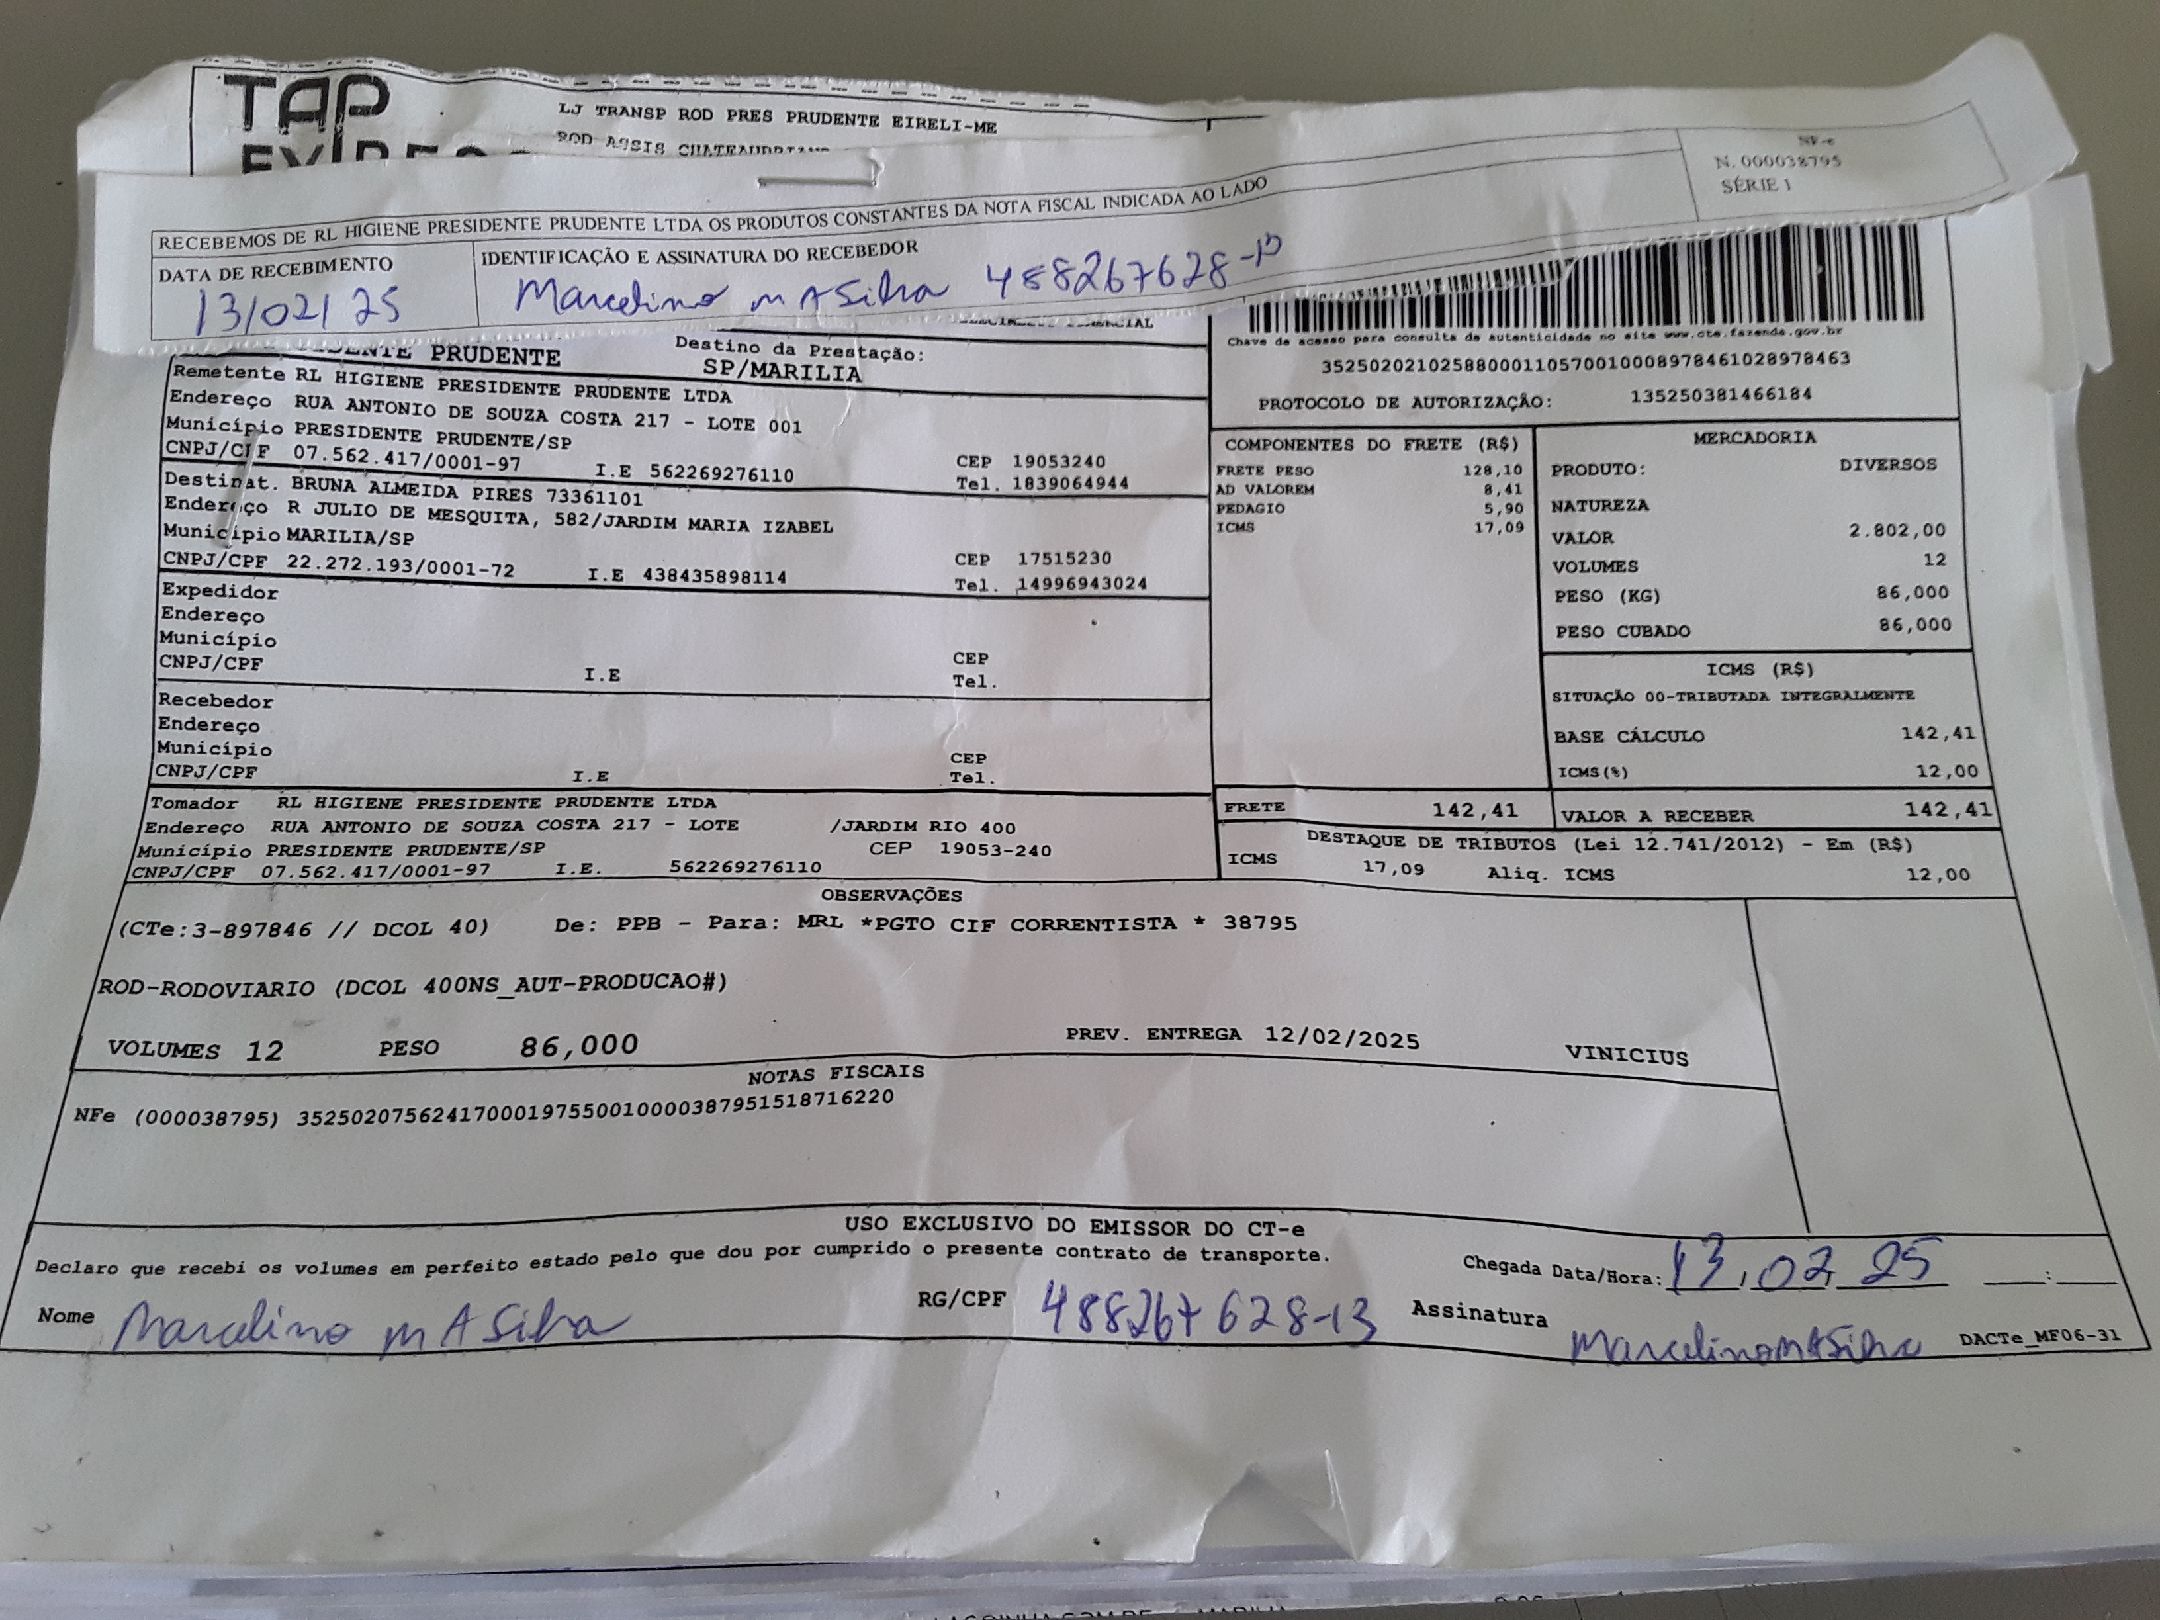 TAP
LJ TRANSP ROD PRES PRUDENTE EIRELI-ME
ROD ASSIS
NF-e
N. 000038795
SÉRIE 1
RECEBEMOS DE RL HIGIENE PRESIDENTE PRUDENTE LTDA OS PRODUTOS CONSTANTES DA NOTA FISCAL INDICADA AO LADO
DATA DE RECEBIMENTO IDENTIFICAÇÃO E ASSINATURA DO RECEBEDOR
13/02/25 Marcelino M A Silva 488267628-13
Chave de acesso para consulta de autenticidade no site www.cte.fazenda.gov.br
35250202102588000110570010008978461028978463
PROTOCOLO DE AUTORIZAÇÃO: 135250381466184
PRUDENTE Destino da Prestação:
SP/MARILIA
Remetente RL HIGIENE PRESIDENTE PRUDENTE LTDA
Endereço RUA ANTONIO DE SOUZA COSTA 217 - LOTE 001
Município PRESIDENTE PRUDENTE/SP CEP 19053240
CNPJ/CPF 07.562.417/0001-97 I.E 562269276110 Tel. 1839064944
Destinat. BRUNA ALMEIDA PIRES 73361101
Endereço R JULIO DE MESQUITA, 582/JARDIM MARIA IZABEL
Município MARILIA/SP CEP 17515230
CNPJ/CPF 22.272.193/0001-72 I.E 438435898114 Tel. 14996943024
Expedidor
Endereço
Município CEP
CNPJ/CPF I.E Tel.
Recebedor
Endereço
Município CEP
CNPJ/CPF I.E Tel.
Tomador RL HIGIENE PRESIDENTE PRUDENTE LTDA
Endereço RUA ANTONIO DE SOUZA COSTA 217 - LOTE /JARDIM RIO 400
Município PRESIDENTE PRUDENTE/SP CEP 19053-240
CNPJ/CPF 07.562.417/0001-97 I.E. 562269276110
COMPONENTES DO FRETE (R$)
FRETE PESO 128,10
AD VALOREM 8,41
PEDAGIO 5,90
ICMS 17,09
MERCADORIA
PRODUTO: DIVERSOS
NATUREZA
VALOR 2.802,00
VOLUMES 12
PESO (KG) 86,000
PESO CUBADO 86,000
ICMS (R$)
SITUAÇÃO 00-TRIBUTADA INTEGRALMENTE
BASE CÁLCULO 142,41
ICMS(%) 12,00
FRETE 142,41 VALOR A RECEBER 142,41
DESTAQUE DE TRIBUTOS (Lei 12.741/2012) - Em (R$)
ICMS 17,09 Aliq. ICMS 12,00
OBSERVAÇÕES
(CTe:3-897846 // DCOL 40) De: PPB - Para: MRL *PGTO CIF CORRENTISTA * 38795
ROD-RODOVIARIO (DCOL 400NS_AUT-PRODUCAO#)
VOLUMES 12 PESO 86,000 PREV. ENTREGA 12/02/2025 VINICIUS
NOTAS FISCAIS
NFe (000038795) 35250207562417000197550010000387951518716220
USO EXCLUSIVO DO EMISSOR DO CT-e
Declaro que recebi os volumes em perfeito estado pelo que dou por cumprido o presente contrato de transporte. Chegada Data/Hora: 13/02/25 __:__
Nome Marcelino M A Silva RG/CPF 488267628-13 Assinatura Marcelino M A Silva DACTe_MF06-31